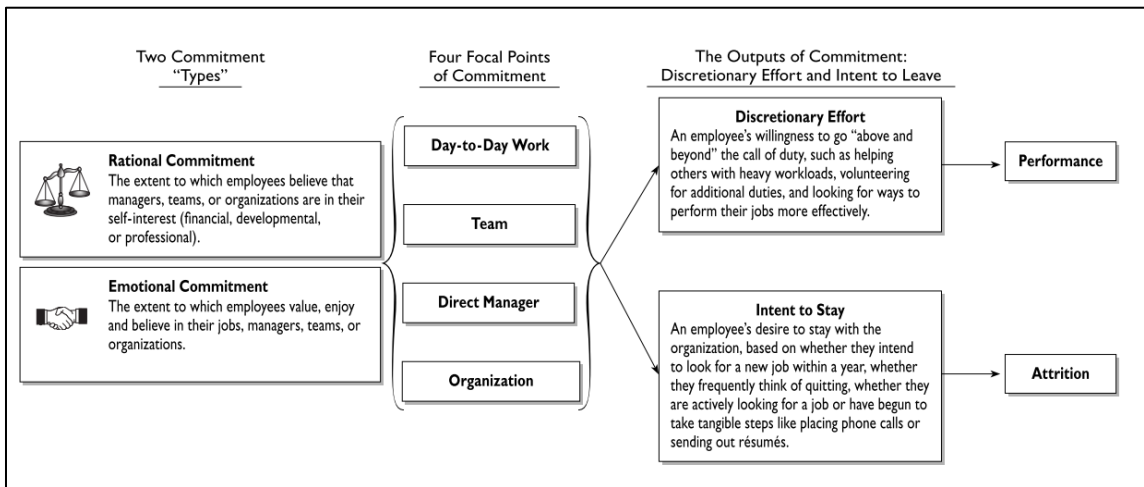 Two Commitment
“Types”
Four Focal Points
of Commitment
The Outputs of Commitment:
Discretionary Effort and Intent to Leave
Rational Commitment
The extent to which employees believe that
managers, teams, or organizations are in their
self-interest (financial, developmental,
or professional).
Emotional Commitment
The extent to which employees value, enjoy
and believe in their jobs, managers, teams, or
organizations.
Day-to-Day Work
Team
Direct Manager
Organization
Discretionary Effort
An employee’s willingness to go “above and
beyond” the call of duty, such as helping
others with heavy workloads, volunteering
for additional duties, and looking for ways to
perform their jobs more effectively.
Performance
Intent to Stay
An employee’s desire to stay with the
organization, based on whether they intend
to look for a new job within a year, whether
they frequently think of quitting, whether they
are actively looking for a job or have begun to
take tangible steps like placing phone calls or
sending out résumés.
Attrition